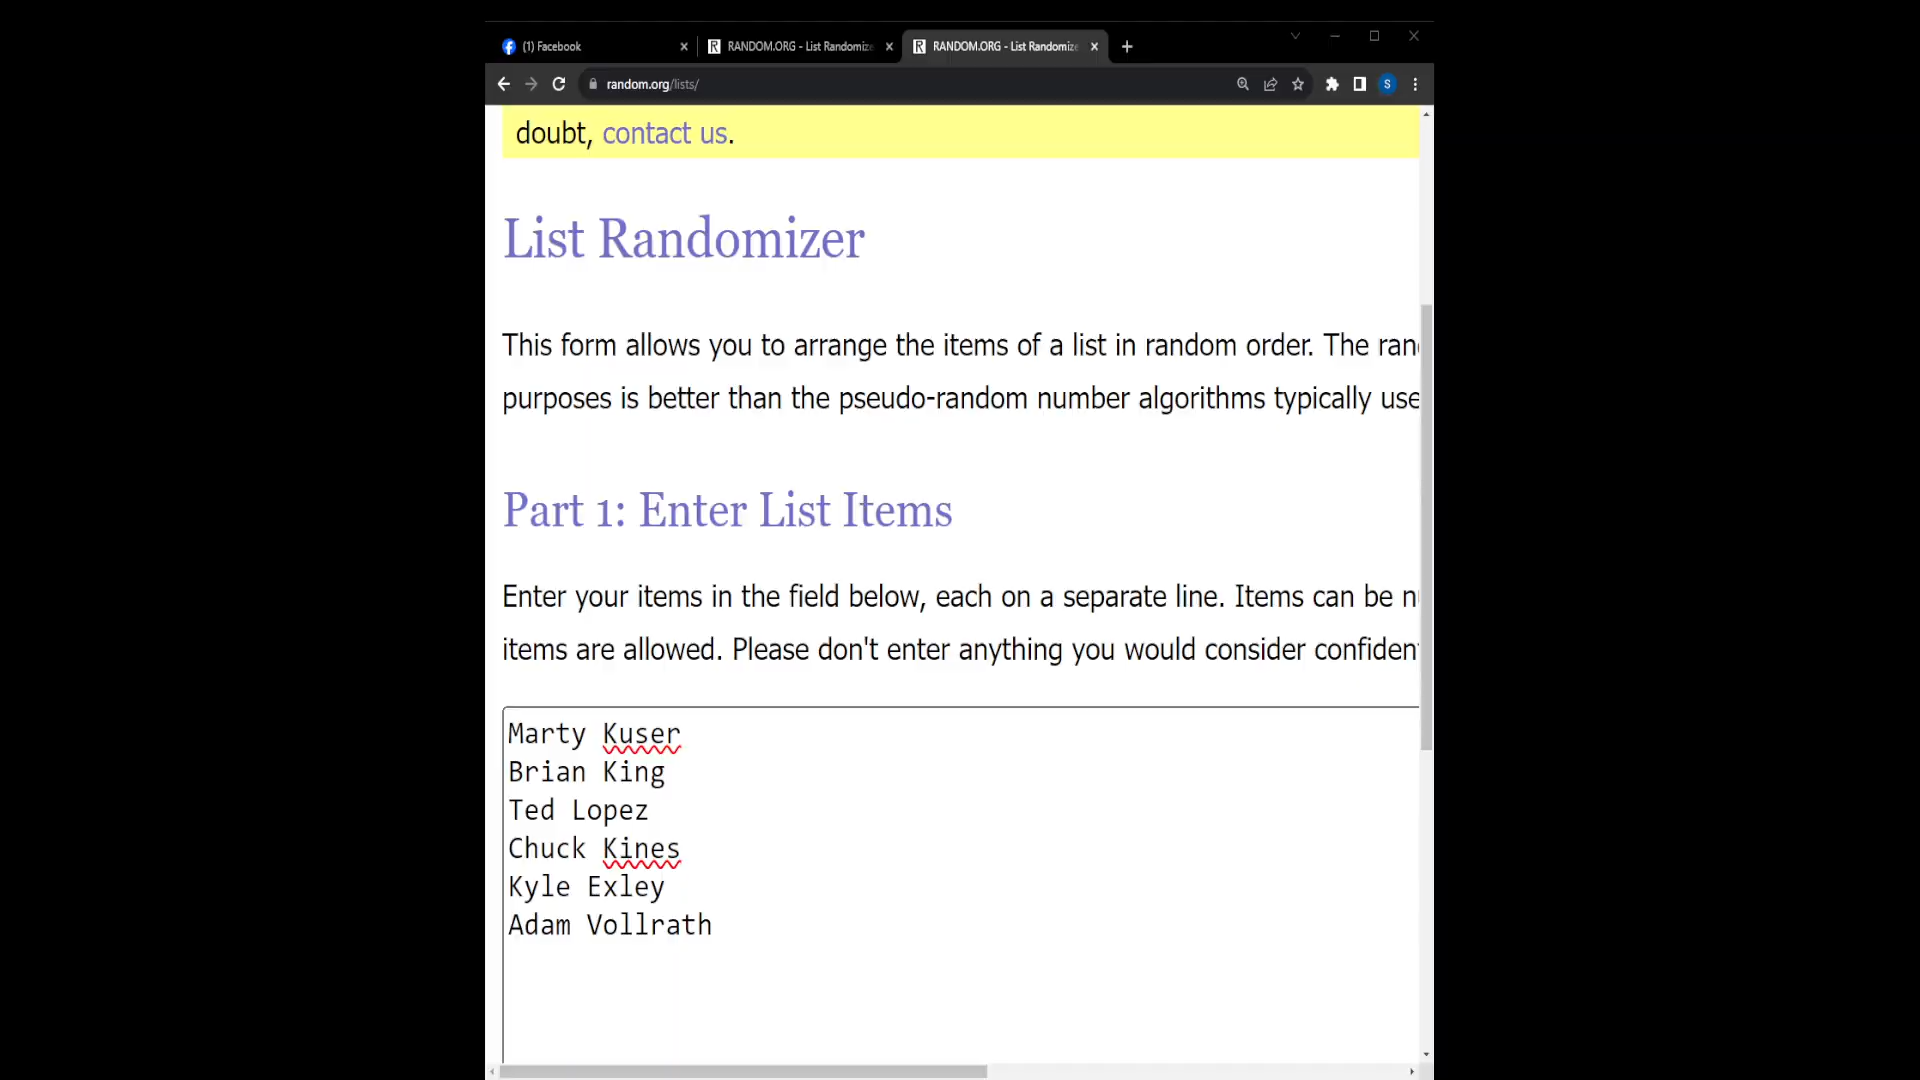 (1) Facebook
RANDOM.ORG - List Randomize
RANDOM.ORG - List Randomize
random.org/lists/
S
doubt, contact us.
List Randomizer
This form allows you to arrange the items of a list in random order. The ran
purposes is better than the pseudo-random number algorithms typically use
Part 1: Enter List Items
Enter your items in the field below, each on a separate line. Items can be n
items are allowed. Please don't enter anything you would consider confiden
Marty Kuser
Brian King
Ted Lopez
Chuck Kines
Kyle Exley
Adam Vollrath